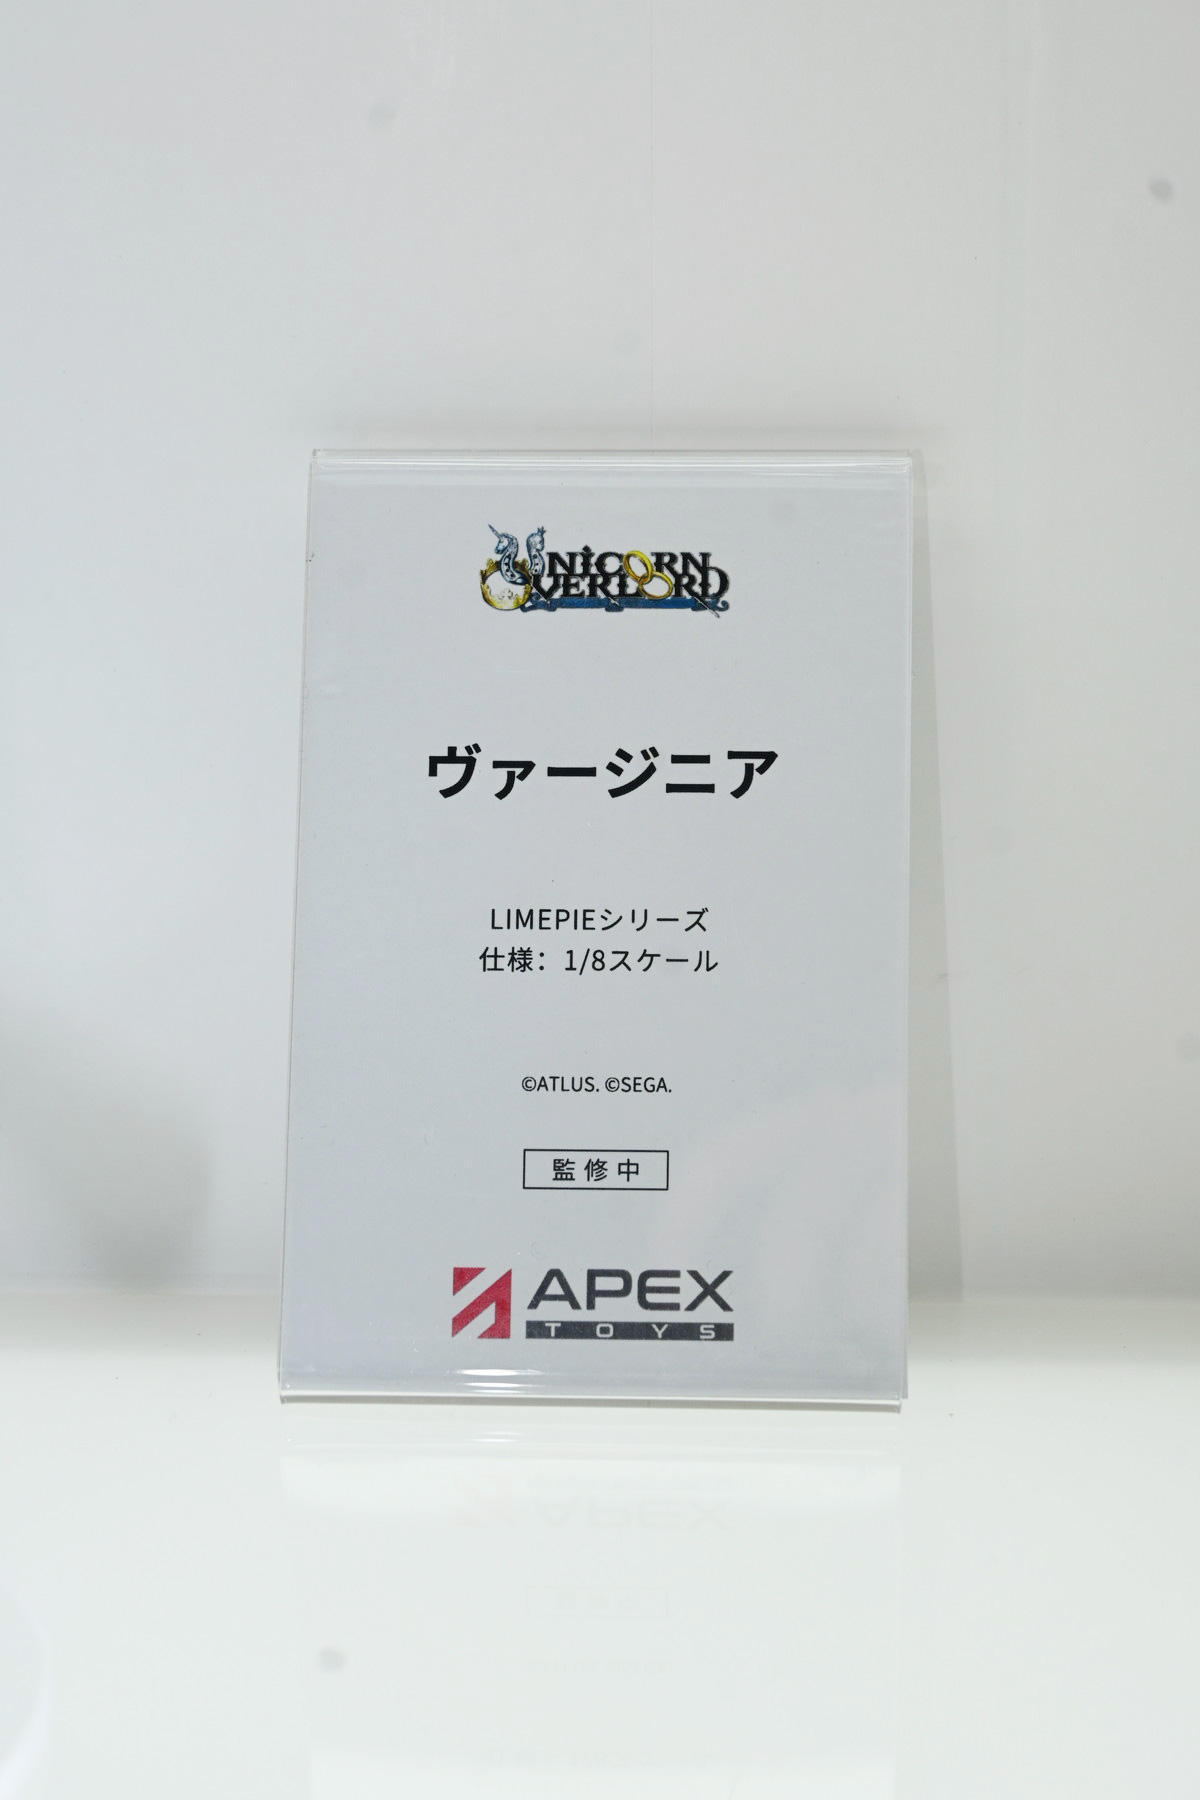 UNICORN
OVERLORD
ヴァージニア
LIMEPIEシリーズ
仕様：1/8スケール
©ATLUS. ©SEGA.
監修中
APEX
TOYS